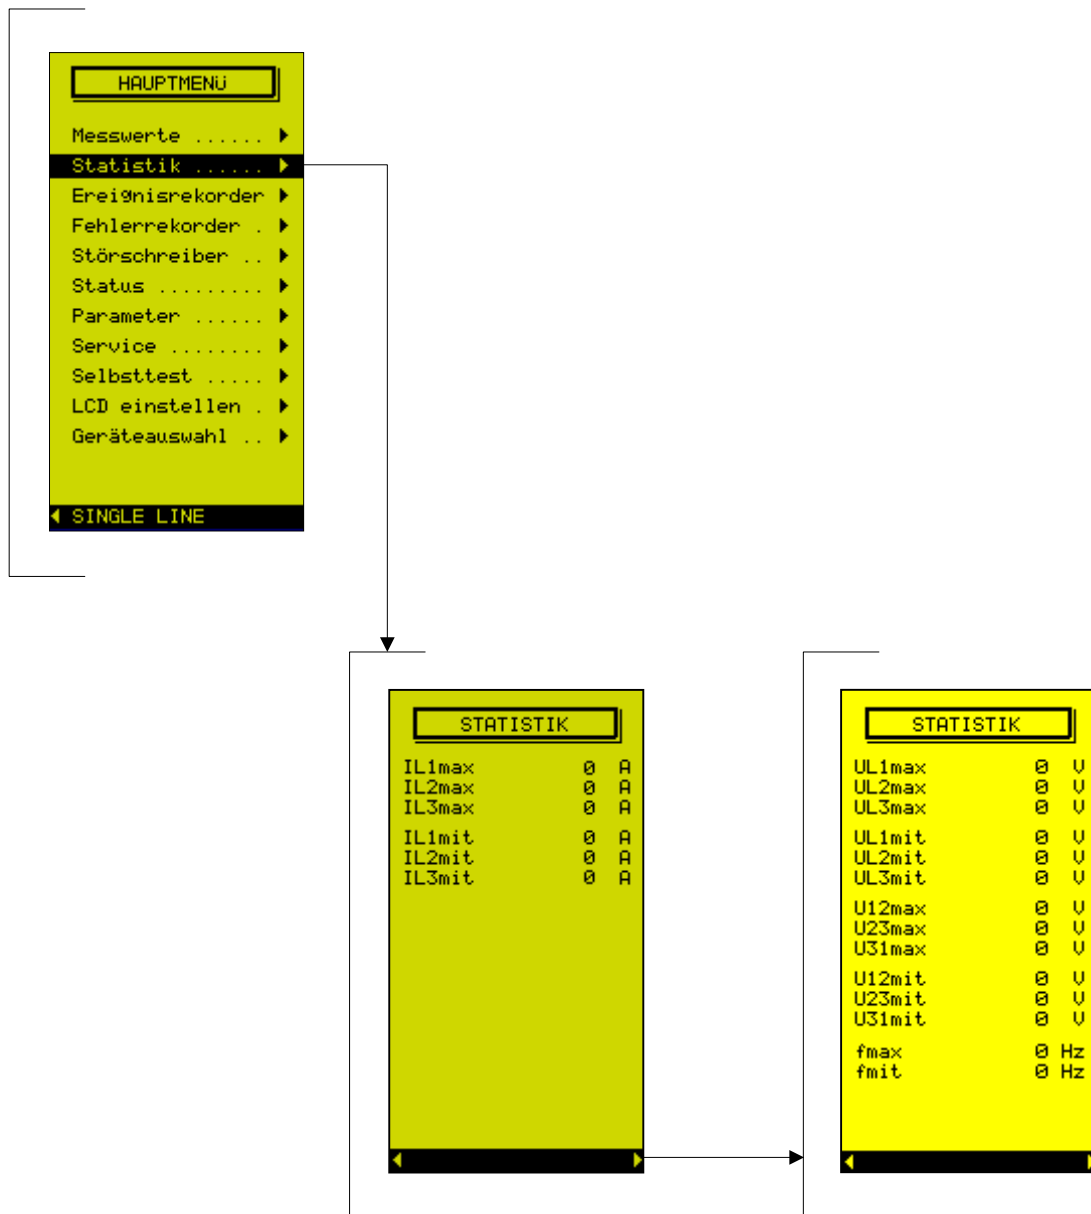 HAUPTMENü
Messwerte ......
Statistik ......
Ereignisrekorder
Fehlerrekorder .
Störschreiber ..
Status .........
Parameter ......
Service ........
Selbsttest .....
LCD einstellen .
Geräteauswahl ..
SINGLE LINE
STATISTIK
IL1max 0 A
IL2max 0 A
IL3max 0 A
IL1mit 0 A
IL2mit 0 A
IL3mit 0 A
STATISTIK
UL1max 0 V
UL2max 0 V
UL3max 0 V
UL1mit 0 V
UL2mit 0 V
UL3mit 0 V
U12max 0 V
U23max 0 V
U31max 0 V
U12mit 0 V
U23mit 0 V
U31mit 0 V
fmax 0 Hz
fmit 0 Hz